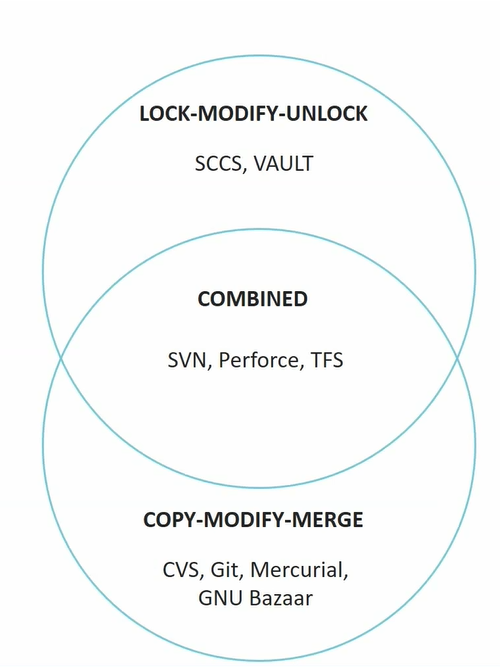 LOCK-MODIFY-UNLOCK
SCCS, VAULT
COMBINED
SVN, Perforce, TFS
COPY-MODIFY-MERGE
CVS, Git, Mercurial,
GNU Bazaar